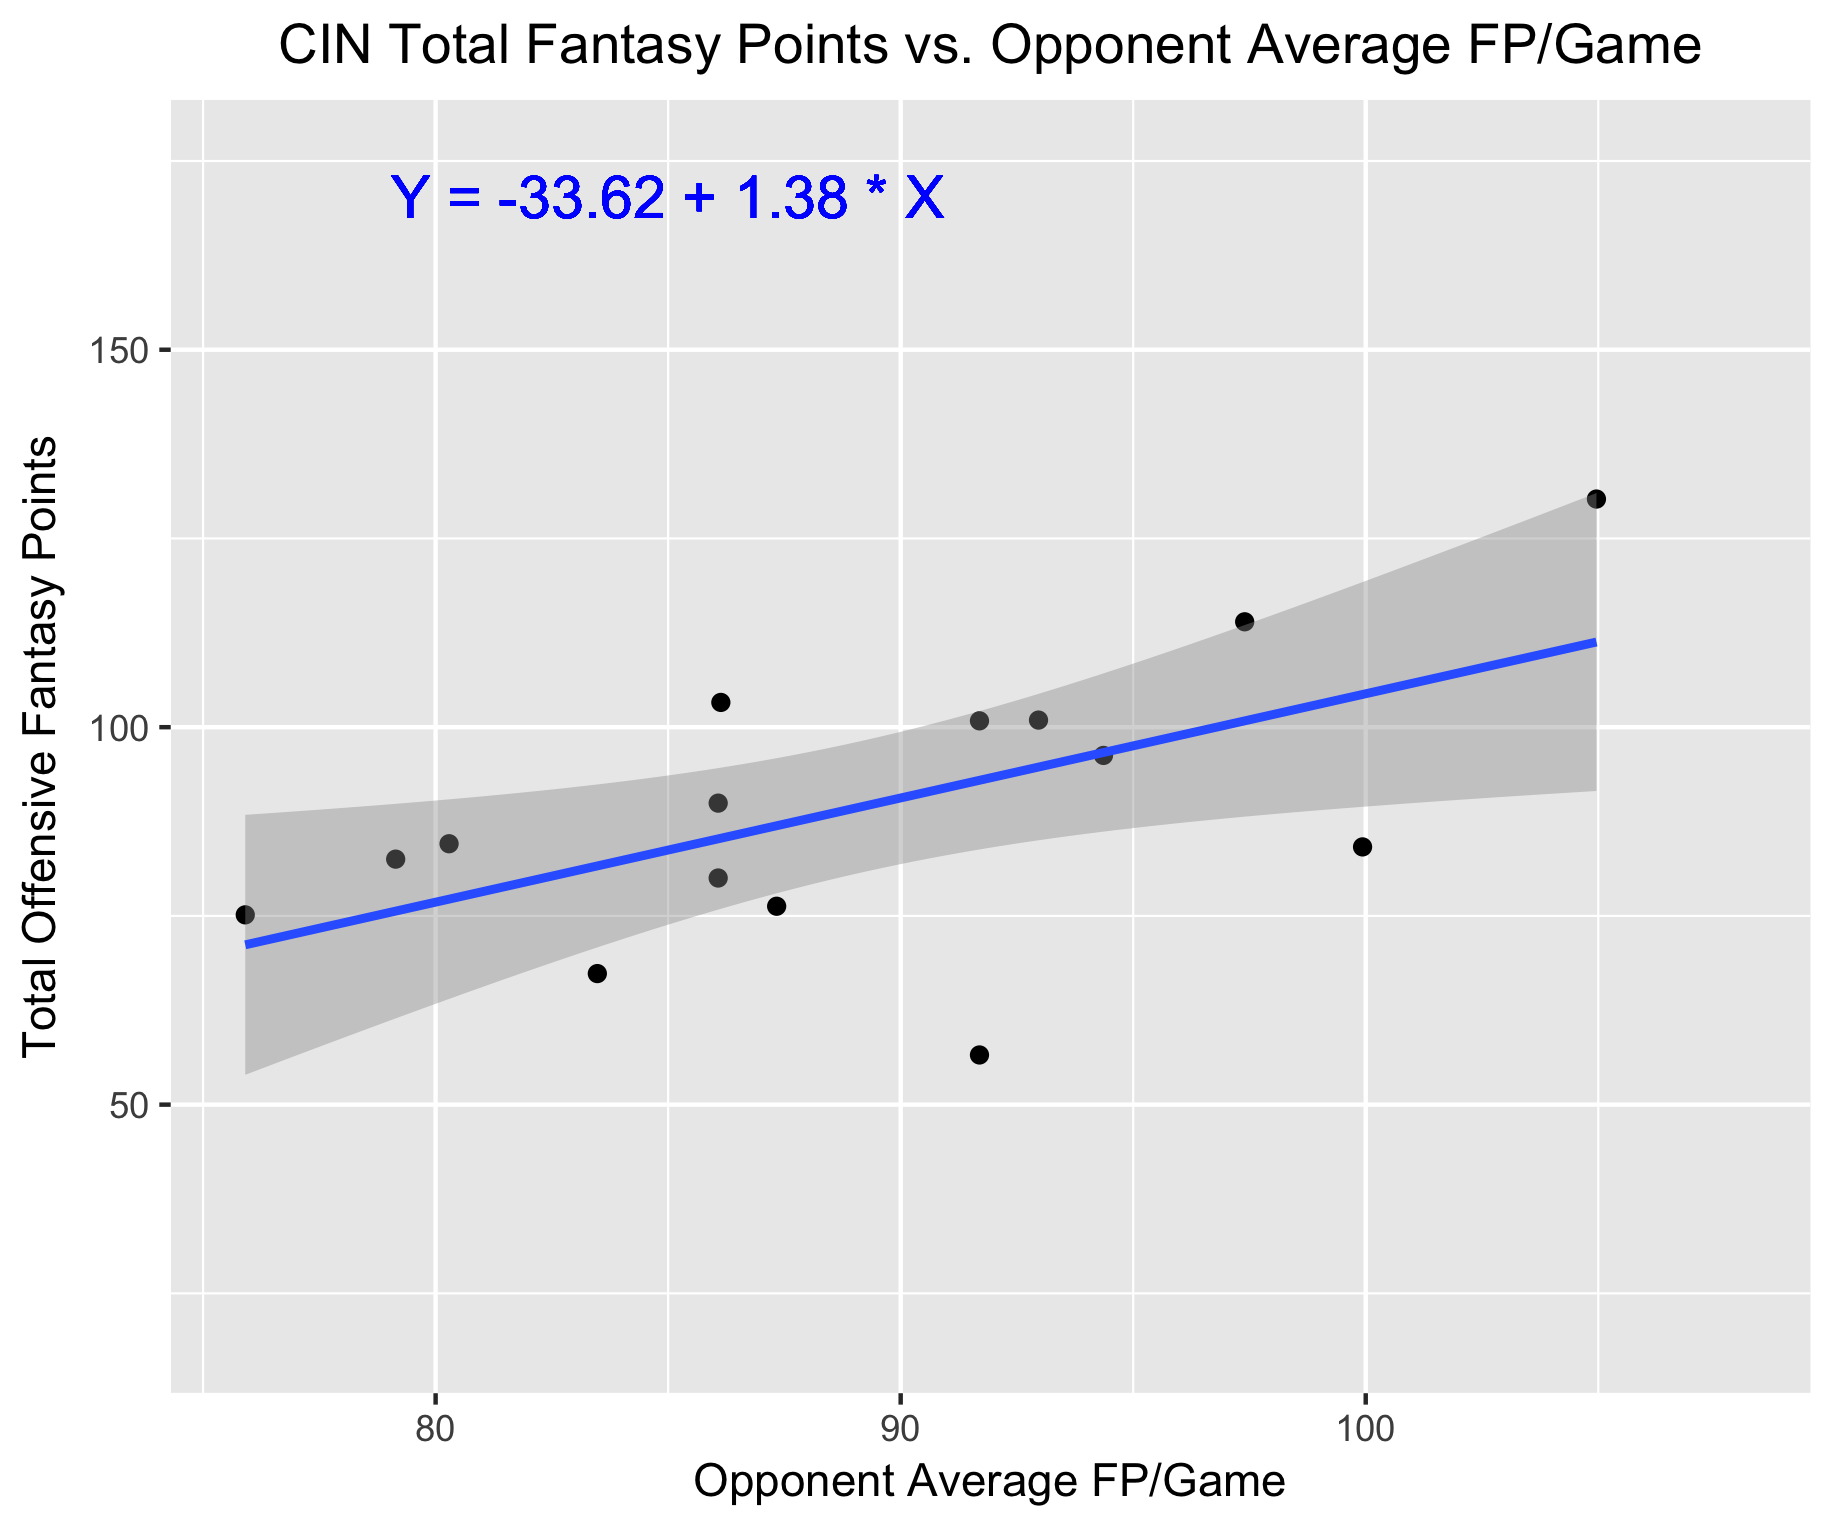 CIN Total Fantasy Points vs. Opponent Average FP/Game
Y = -33.62 + 1.38 * X
150
100
50
Total Offensive Fantasy Points
80
90
100
Opponent Average FP/Game